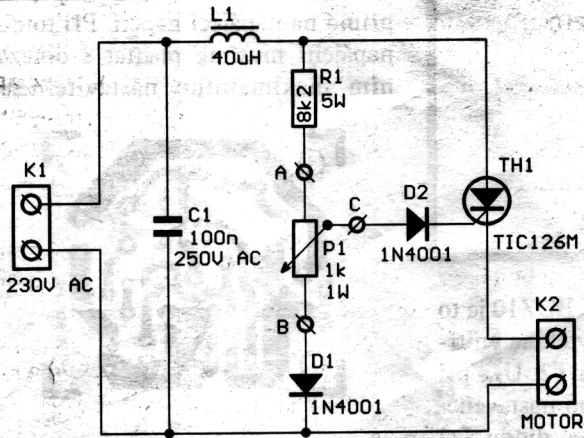 L1
40uH
R1
5W
8k2
K1
230V AC
C1
100n
250V AC
A
C
P1
1k
1W
B
D1
1N4001
D2
1N4001
TH1
TIC126M
K2
MOTOR